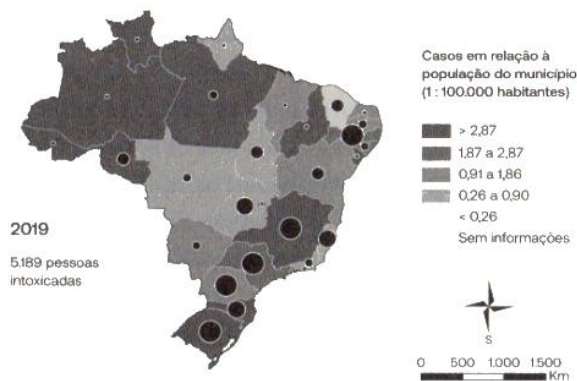 Casos em relação à
população do município
(1 : 100.000 habitantes)
> 2,87
1,87 a 2,87
0,91 a 1,86
0,26 a 0,90
< 0,26
Sem informações
2019
5.189 pessoas
intoxicadas
S
0 500 1.000 1.500
Km